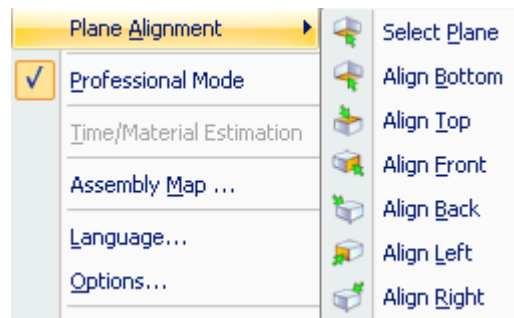 Plane Alignment
Professional Mode
Time/Material Estimation
Assembly Map ...
Language...
Options...
Select Plane
Align Bottom
Align Top
Align Front
Align Back
Align Left
Align Right